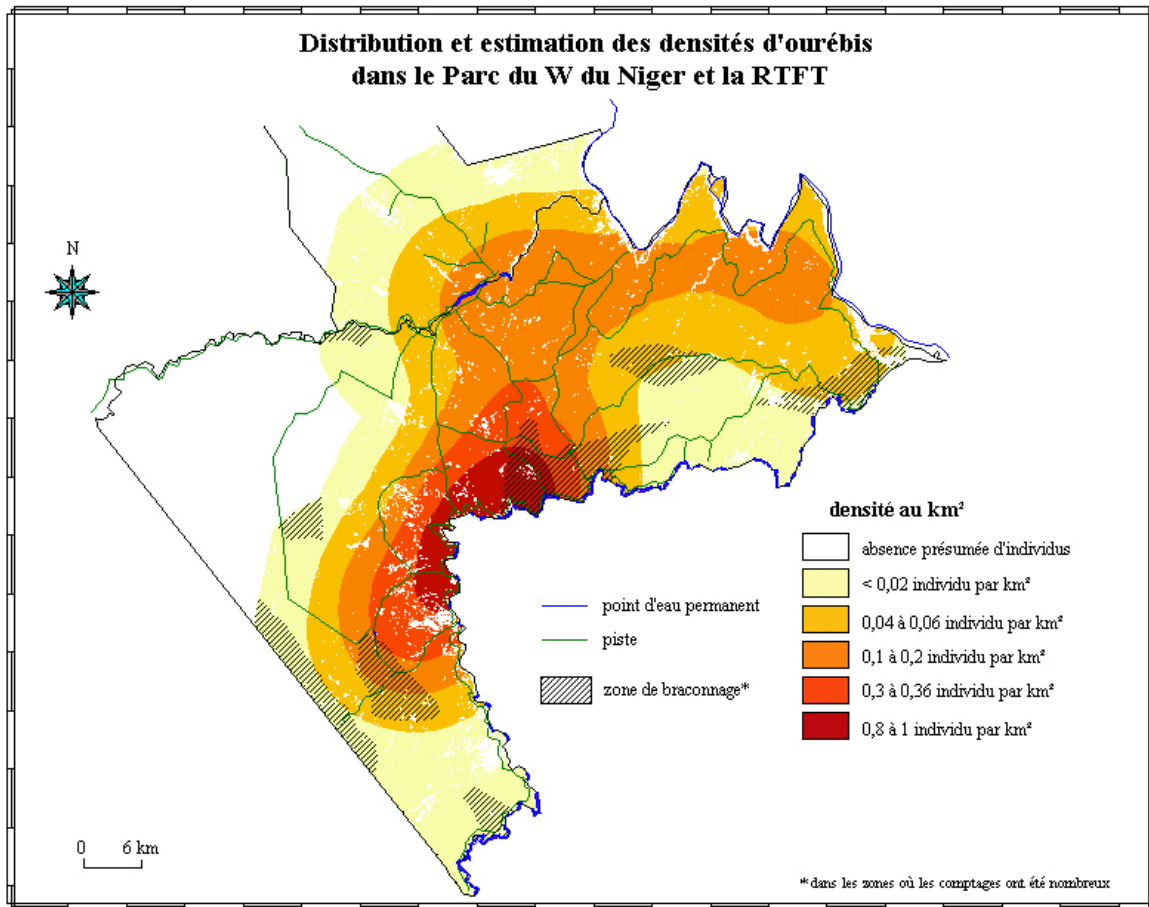 Distribution et estimation des densités d'ourébis
dans le Parc du W du Niger et la RTFT
N
densité au km²
absence présumée d'individus
< 0,02 individu par km²
0,04 à 0,06 individu par km²
0,1 à 0,2 individu par km²
0,3 à 0,36 individu par km²
0,8 à 1 individu par km²
point d'eau permanent
piste
zone de braconnage*
0 6 km
* dans les zones où les comptages ont été nombreux